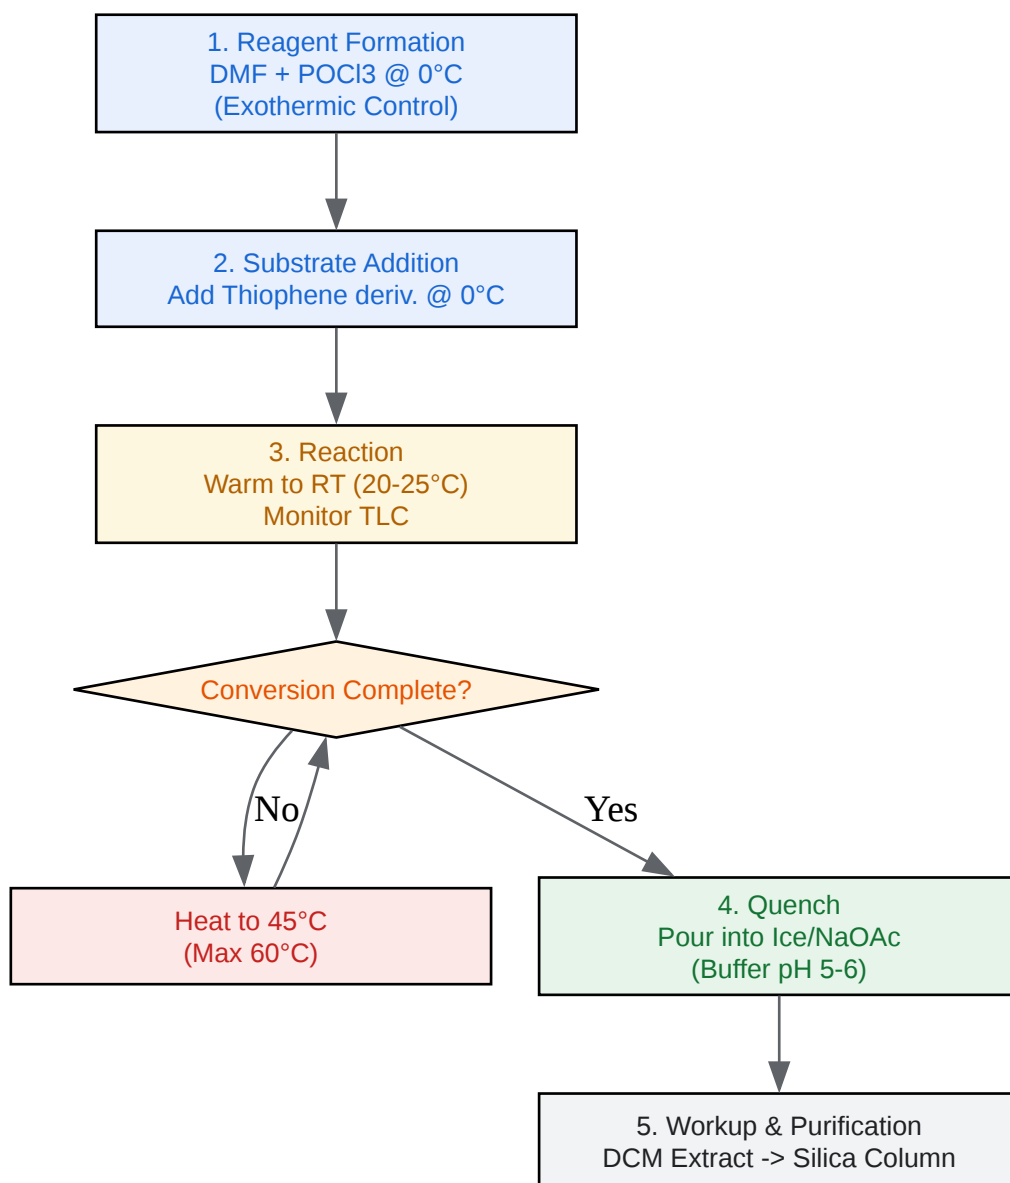 1. Reagent Formation
DMF + POCl3 @ 0°C
(Exothermic Control)
2. Substrate Addition
Add Thiophene deriv. @ 0°C
3. Reaction
Warm to RT (20-25°C)
Monitor TLC
Conversion Complete?
No
Yes
Heat to 45°C
(Max 60°C)
4. Quench
Pour into Ice/NaOAc
(Buffer pH 5-6)
5. Workup & Purification
DCM Extract -> Silica Column